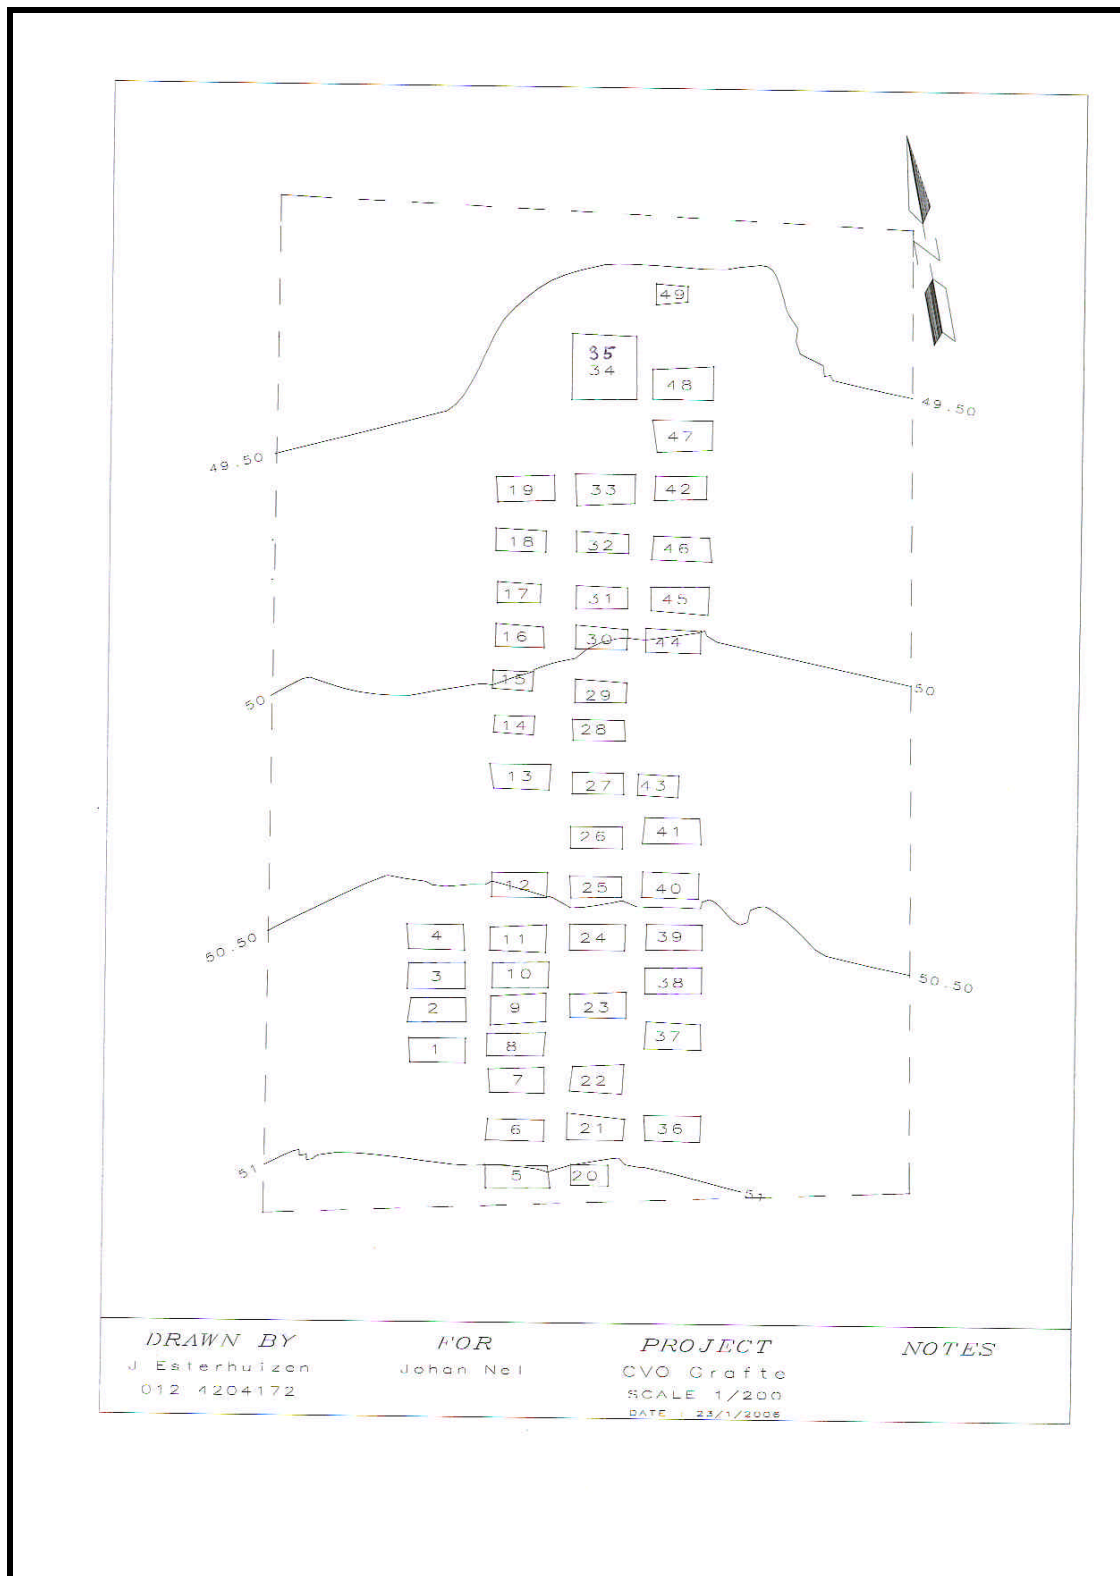 N
49
35
34
48
49.50
47
49.50
19 33 42
18 32 46
17 31 45
16 30 44
15
50 29 50
14 28
13 27 43
26 41
12 25 40
50.50 4 11 24 39
3 10 38 50.50
2 9 23
1 8 37
7 22
6 21 36
51 5 20 51
DRAWN BY FOR PROJECT NOTES
J Esterhuizen Johan Nel CVO Grafte
012 4204172 SCALE 1/200
DATE : 23/1/2006